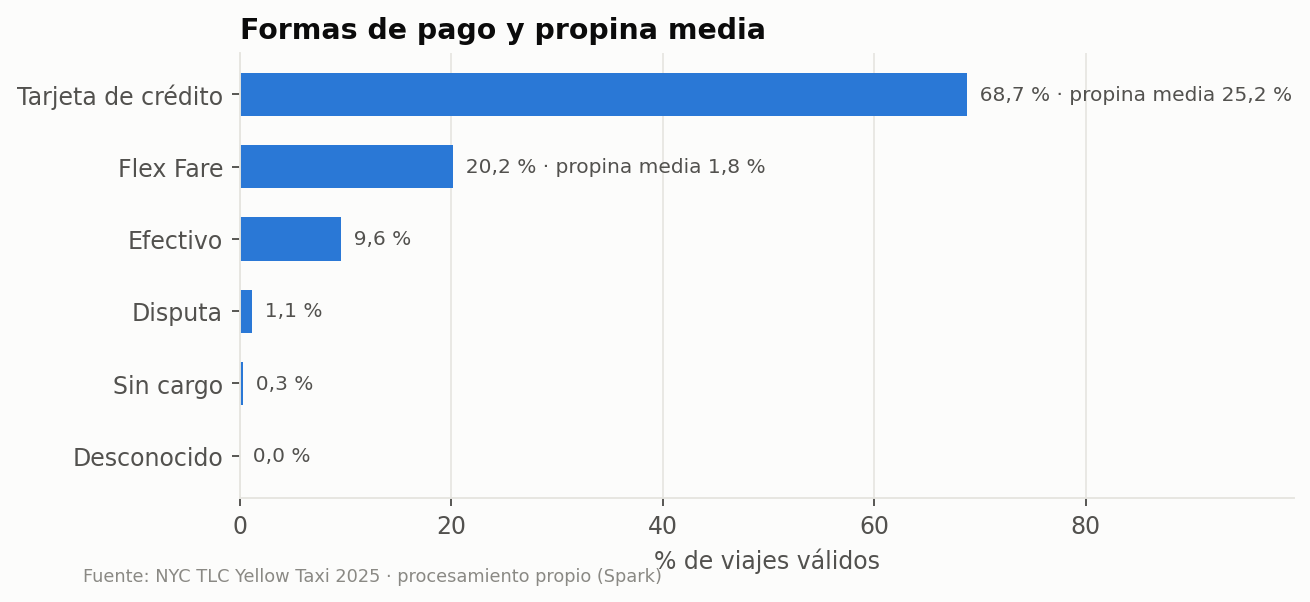 Formas de pago y propina media
Tarjeta de crédito 68,7 % · propina media 25,2 %
Flex Fare 20,2 % · propina media 1,8 %
Efectivo 9,6 %
Disputa 1,1 %
Sin cargo 0,3 %
Desconocido 0,0 %
0 20 40 60 80
% de viajes válidos
Fuente: NYC TLC Yellow Taxi 2025 · procesamiento propio (Spark)